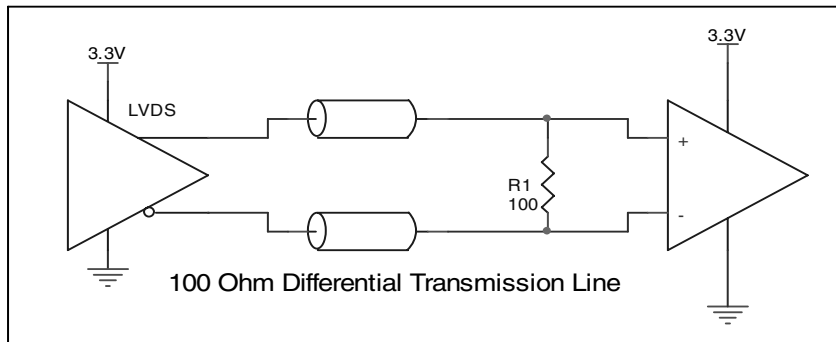 3.3V
3.3V
LVDS
+
R1
100
-
100 Ohm Differential Transmission Line